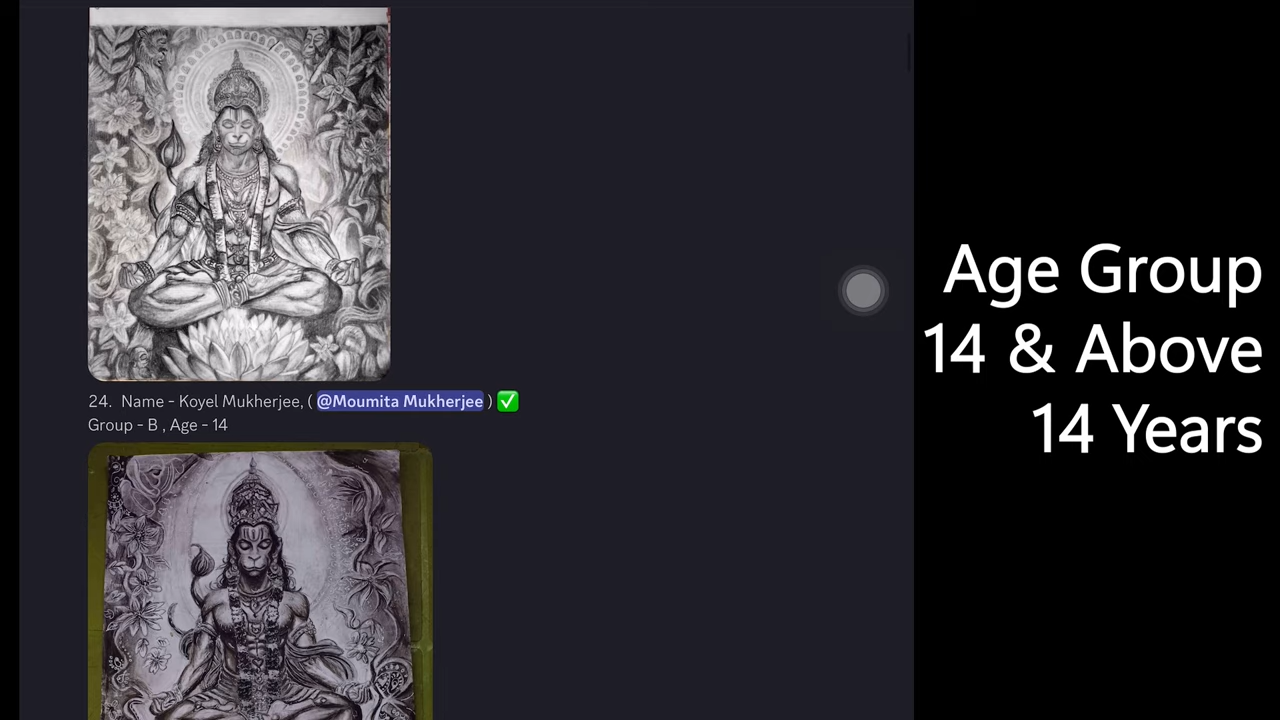 24. Name - Koyel Mukherjee, ( @Moumita Mukherjee ) ✅
Group - B , Age - 14
Age Group
14 & Above
14 Years